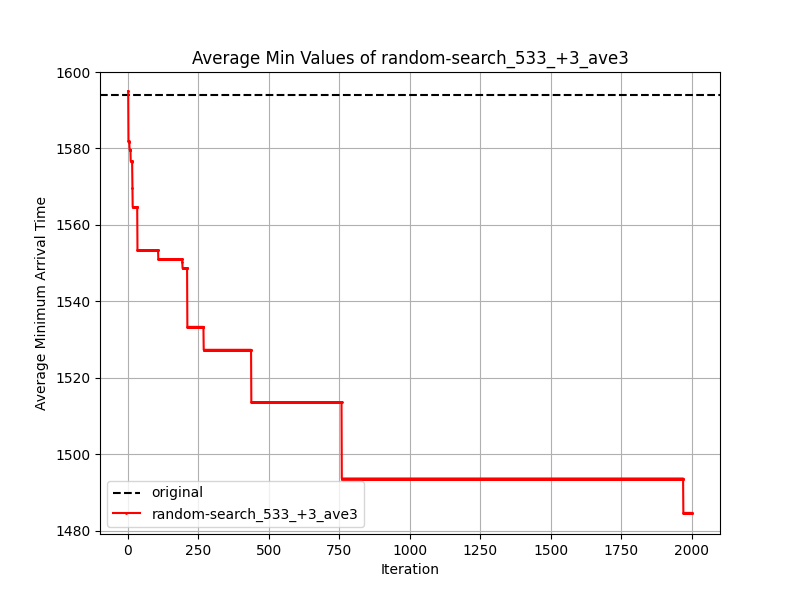 Average Min Values of random-search_533_+3_ave3
1600
1580
1560
1540
1520
1500
1480
Average Minimum Arrival Time
original
random-search_533_+3_ave3
0 250 500 750 1000 1250 1500 1750 2000
Iteration